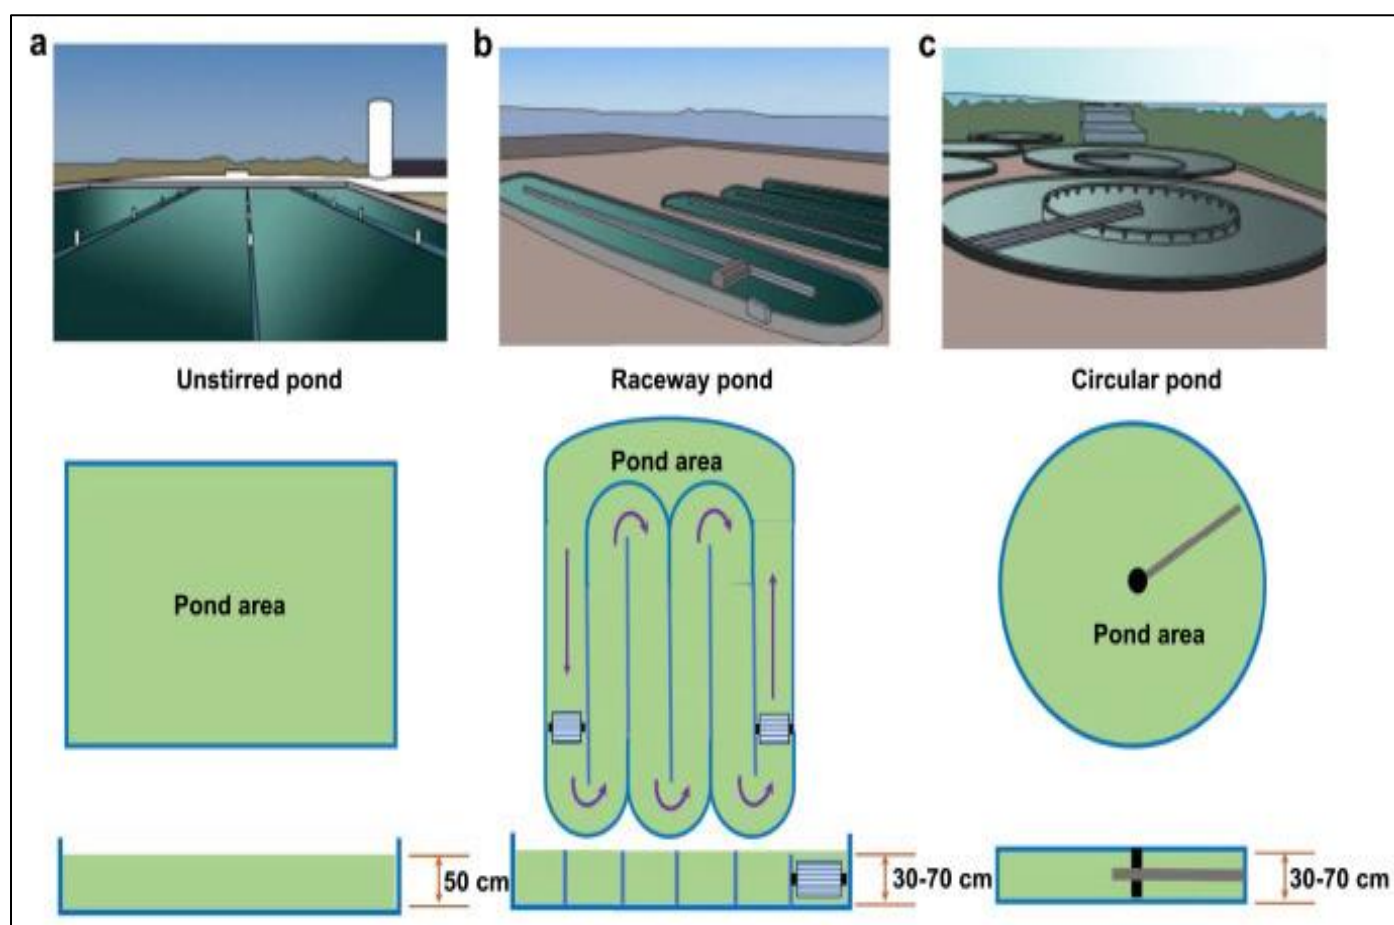 a
b
c
Unstirred pond
Raceway pond
Circular pond
Pond area
Pond area
Pond area
50 cm
30-70 cm
30-70 cm